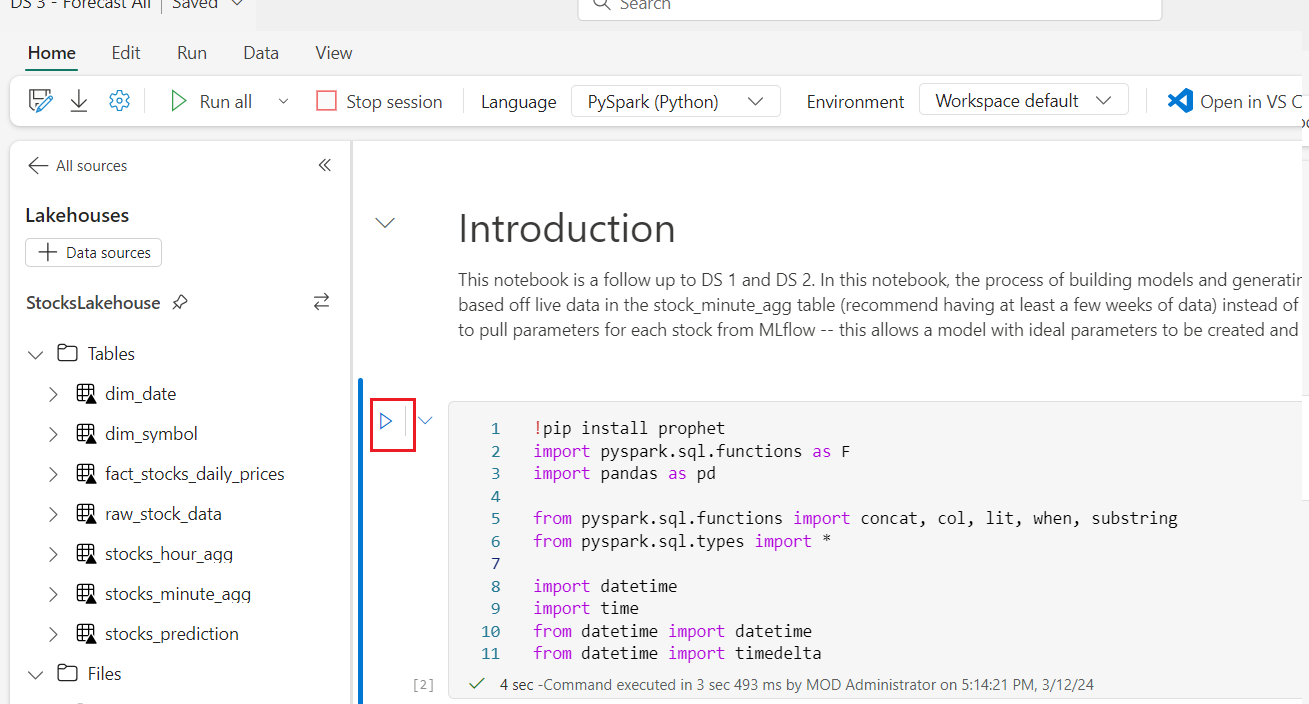 DS 3 - Forecast All | Saved
Search
Home Edit Run Data View
Run all Stop session Language PySpark (Python) Environment Workspace default Open in VS C
All sources
Lakehouses
Data sources
StocksLakehouse
Tables
dim_date
dim_symbol
fact_stocks_daily_prices
raw_stock_data
stocks_hour_agg
stocks_minute_agg
stocks_prediction
Files
Introduction
This notebook is a follow up to DS 1 and DS 2. In this notebook, the process of building models and generatin
based off live data in the stock_minute_agg table (recommend having at least a few weeks of data) instead of
to pull parameters for each stock from MLflow -- this allows a model with ideal parameters to be created and
1 !pip install prophet
2 import pyspark.sql.functions as F
3 import pandas as pd
4
5 from pyspark.sql.functions import concat, col, lit, when, substring
6 from pyspark.sql.types import *
7
8 import datetime
9 import time
10 from datetime import datetime
11 from datetime import timedelta
[2] 4 sec -Command executed in 3 sec 493 ms by MOD Administrator on 5:14:21 PM, 3/12/24